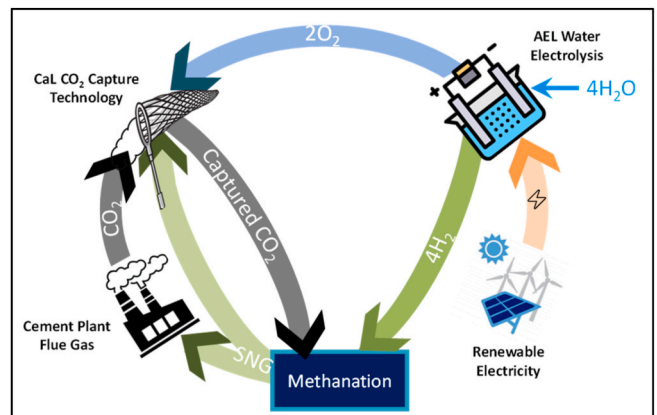 2O₂
AEL Water
Electrolysis
CaL CO₂ Capture
Technology
4H₂O
Captured CO₂
CO₂
4H₂
Cement Plant
Flue Gas
SNG
Methanation
Renewable
Electricity